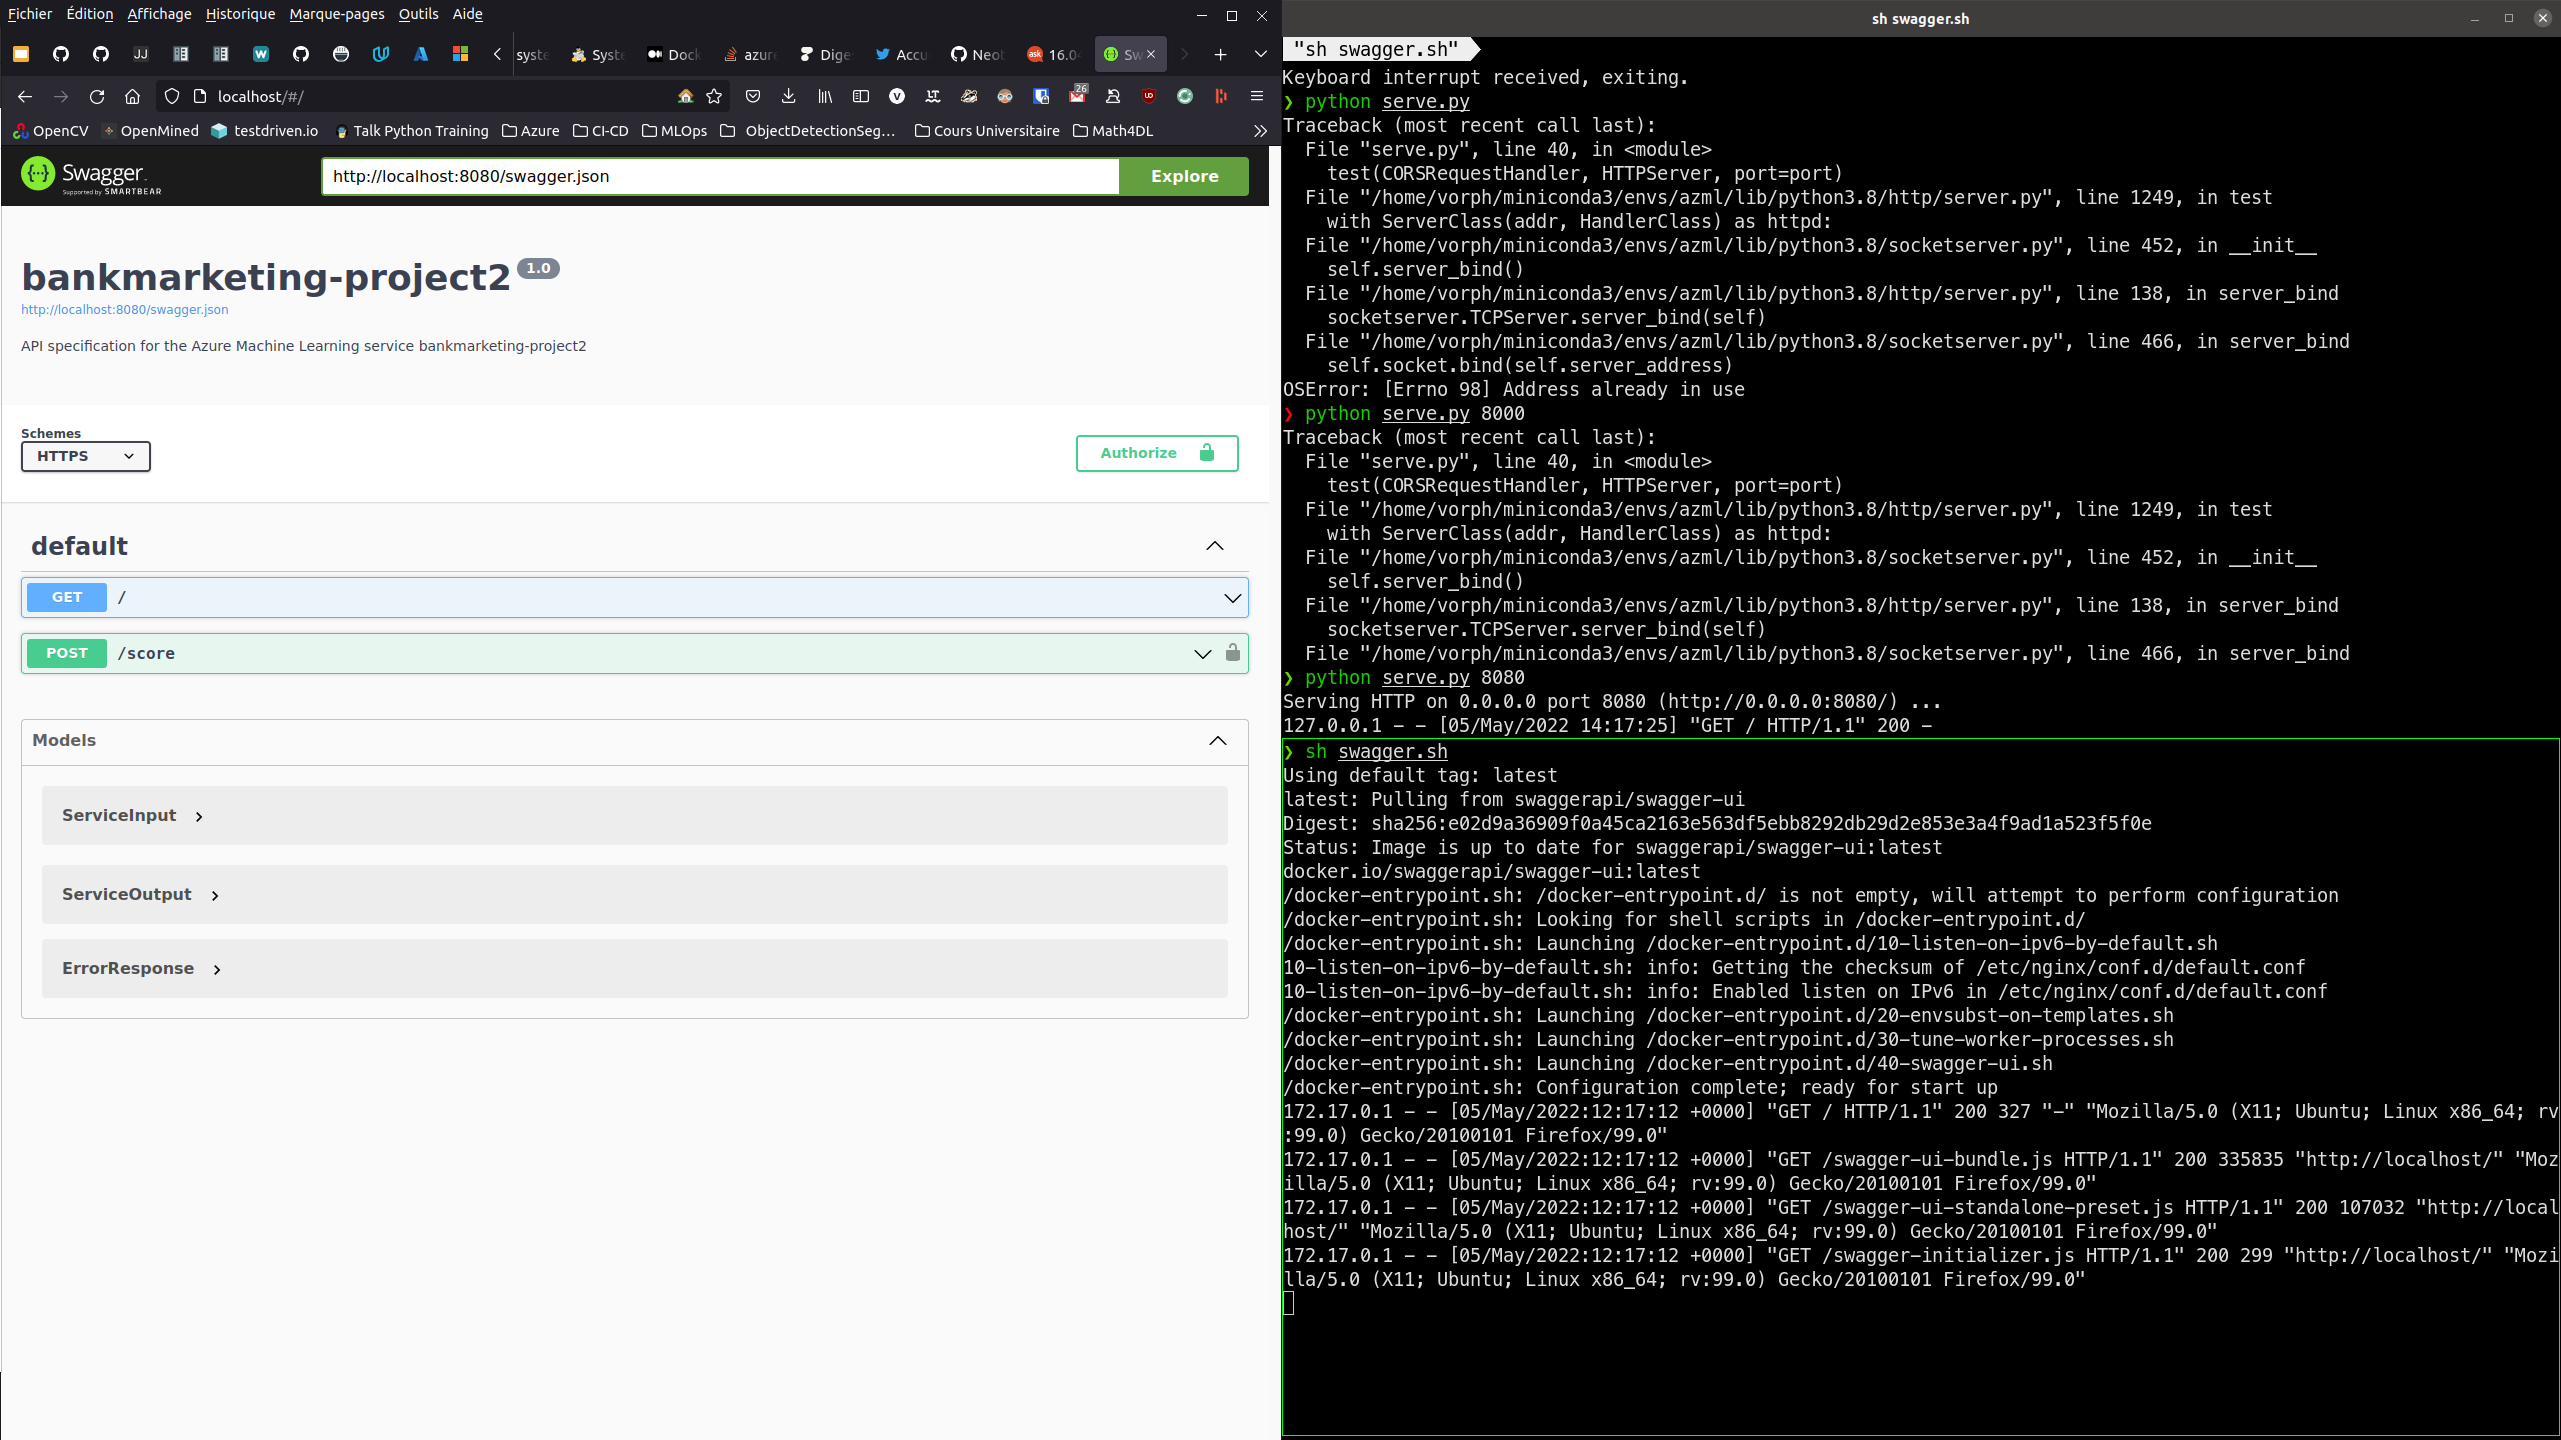 Fichier Édition Affichage Historique Marque-pages Outils Aide
JJ syste Syste Dock azure Dige Accu Neo 16.04 Sw
localhost/#/
26
OpenCV OpenMined testdriven.io Talk Python Training Azure CI-CD MLOps ObjectDetectionSeg… Cours Universitaire Math4DL
Swagger
Supported by SMARTBEAR
http://localhost:8080/swagger.json
Explore
bankmarketing-project2 1.0
http://localhost:8080/swagger.json
API specification for the Azure Machine Learning service bankmarketing-project2
Schemes
HTTPS
Authorize
default
GET /
POST /score
Models
ServiceInput
ServiceOutput
ErrorResponse
sh swagger.sh
"sh swagger.sh"
Keyboard interrupt received, exiting.
❯ python serve.py
Traceback (most recent call last):
File "serve.py", line 40, in <module>
test(CORSRequestHandler, HTTPServer, port=port)
File "/home/vorph/miniconda3/envs/azml/lib/python3.8/http/server.py", line 1249, in test
with ServerClass(addr, HandlerClass) as httpd:
File "/home/vorph/miniconda3/envs/azml/lib/python3.8/socketserver.py", line 452, in __init__
self.server_bind()
File "/home/vorph/miniconda3/envs/azml/lib/python3.8/http/server.py", line 138, in server_bind
socketserver.TCPServer.server_bind(self)
File "/home/vorph/miniconda3/envs/azml/lib/python3.8/socketserver.py", line 466, in server_bind
self.socket.bind(self.server_address)
OSError: [Errno 98] Address already in use
❯ python serve.py 8000
Traceback (most recent call last):
File "serve.py", line 40, in <module>
test(CORSRequestHandler, HTTPServer, port=port)
File "/home/vorph/miniconda3/envs/azml/lib/python3.8/http/server.py", line 1249, in test
with ServerClass(addr, HandlerClass) as httpd:
File "/home/vorph/miniconda3/envs/azml/lib/python3.8/socketserver.py", line 452, in __init__
self.server_bind()
File "/home/vorph/miniconda3/envs/azml/lib/python3.8/http/server.py", line 138, in server_bind
socketserver.TCPServer.server_bind(self)
File "/home/vorph/miniconda3/envs/azml/lib/python3.8/socketserver.py", line 466, in server_bind
❯ python serve.py 8080
Serving HTTP on 0.0.0.0 port 8080 (http://0.0.0.0:8080/) ...
127.0.0.1 - - [05/May/2022 14:17:25] "GET / HTTP/1.1" 200 -
❯ sh swagger.sh
Using default tag: latest
latest: Pulling from swaggerapi/swagger-ui
Digest: sha256:e02d9a36909f0a45ca2163e563df5ebb8292db29d2e853e3a4f9ad1a523f5f0e
Status: Image is up to date for swaggerapi/swagger-ui:latest
docker.io/swaggerapi/swagger-ui:latest
/docker-entrypoint.sh: /docker-entrypoint.d/ is not empty, will attempt to perform configuration
/docker-entrypoint.sh: Looking for shell scripts in /docker-entrypoint.d/
/docker-entrypoint.sh: Launching /docker-entrypoint.d/10-listen-on-ipv6-by-default.sh
10-listen-on-ipv6-by-default.sh: info: Getting the checksum of /etc/nginx/conf.d/default.conf
10-listen-on-ipv6-by-default.sh: info: Enabled listen on IPv6 in /etc/nginx/conf.d/default.conf
/docker-entrypoint.sh: Launching /docker-entrypoint.d/20-envsubst-on-templates.sh
/docker-entrypoint.sh: Launching /docker-entrypoint.d/30-tune-worker-processes.sh
/docker-entrypoint.sh: Launching /docker-entrypoint.d/40-swagger-ui.sh
/docker-entrypoint.sh: Configuration complete; ready for start up
172.17.0.1 - - [05/May/2022:12:17:12 +0000] "GET / HTTP/1.1" 200 327 "-" "Mozilla/5.0 (X11; Ubuntu; Linux x86_64; rv
:99.0) Gecko/20100101 Firefox/99.0"
172.17.0.1 - - [05/May/2022:12:17:12 +0000] "GET /swagger-ui-bundle.js HTTP/1.1" 200 335835 "http://localhost/" "Moz
illa/5.0 (X11; Ubuntu; Linux x86_64; rv:99.0) Gecko/20100101 Firefox/99.0"
172.17.0.1 - - [05/May/2022:12:17:12 +0000] "GET /swagger-ui-standalone-preset.js HTTP/1.1" 200 107032 "http://local
host/" "Mozilla/5.0 (X11; Ubuntu; Linux x86_64; rv:99.0) Gecko/20100101 Firefox/99.0"
172.17.0.1 - - [05/May/2022:12:17:12 +0000] "GET /swagger-initializer.js HTTP/1.1" 200 299 "http://localhost/" "Mozi
lla/5.0 (X11; Ubuntu; Linux x86_64; rv:99.0) Gecko/20100101 Firefox/99.0"